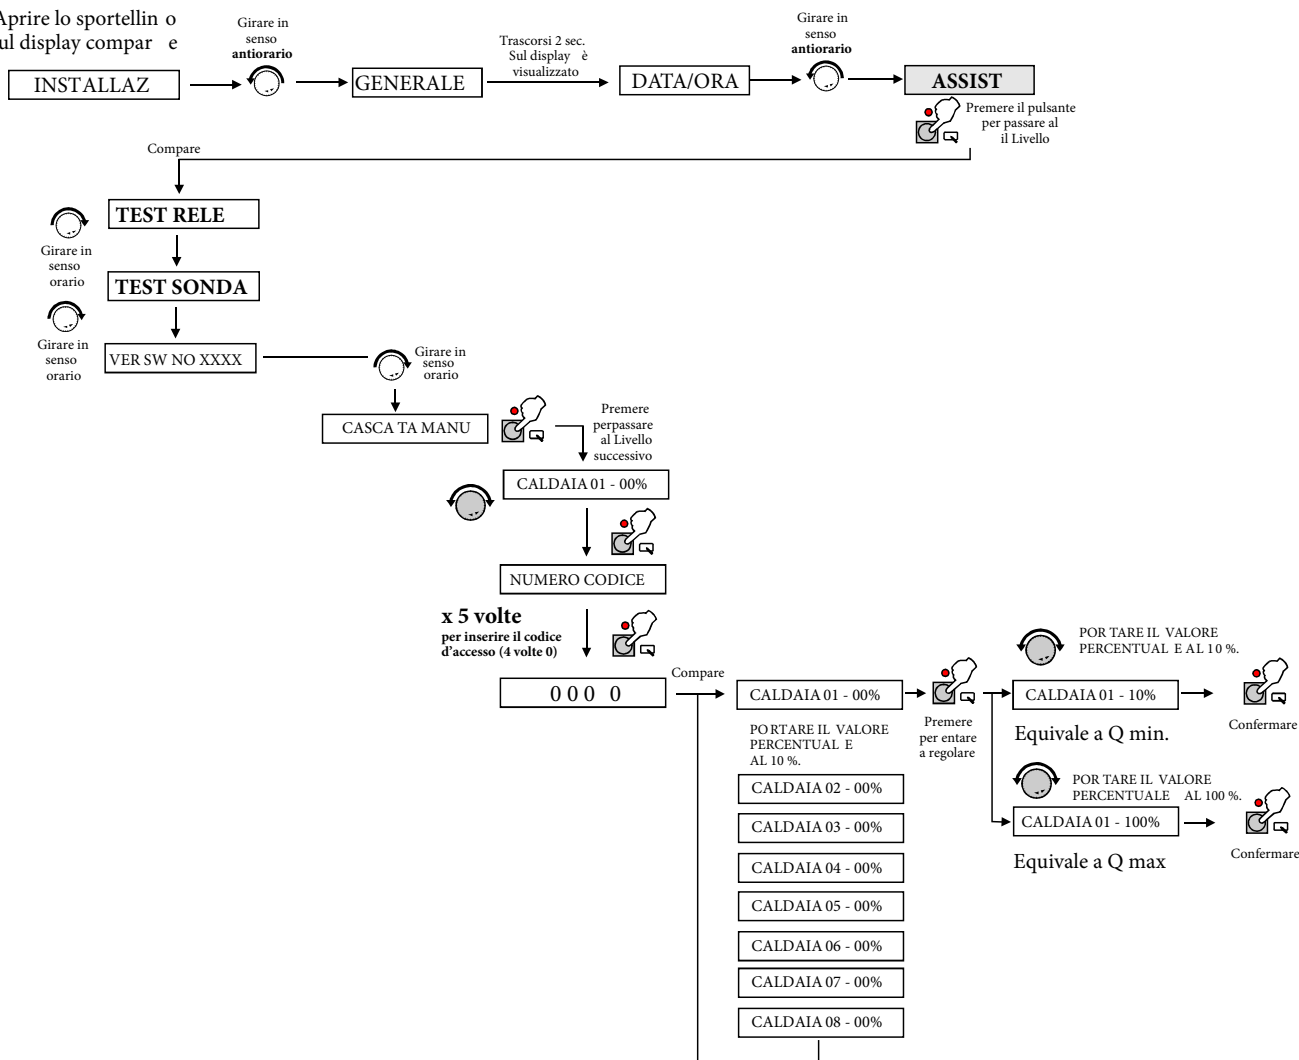 Aprire lo sportellin o
ul display compar e
Girare in
senso
antiorario
Trascorsi 2 sec.
Sul display è
visualizzato
Girare in
senso
antiorario
INSTALLAZ
GENERALE
DATA/ORA
ASSIST
Premere il pulsante
per passare al
il Livello
Compare
TEST RELE
Girare in
senso
orario
TEST SONDA
Girare in
senso
orario
VER SW NO XXXX
Girare in
senso
orario
CASCA TA MANU
Premere
perpassare
al Livello
successivo
CALDAIA 01 - 00%
NUMERO CODICE
x 5 volte
per inserire il codice
d'accesso (4 volte 0)
000 0
Compare
CALDAIA 01 - 00%
PO RTARE IL VALORE
PERCENTUAL E
AL 10 %.
Premere
per entare
a regolare
POR TARE IL VALORE
PERCENTUAL E AL 10 %.
CALDAIA 01 - 10%
Confermare
Equivale a Q min.
POR TARE IL VALORE
PERCENTUALE AL 100 %.
CALDAIA 01 - 100%
Confermare
Equivale a Q max
CALDAIA 02 - 00%
CALDAIA 03 - 00%
CALDAIA 04 - 00%
CALDAIA 05 - 00%
CALDAIA 06 - 00%
CALDAIA 07 - 00%
CALDAIA 08 - 00%